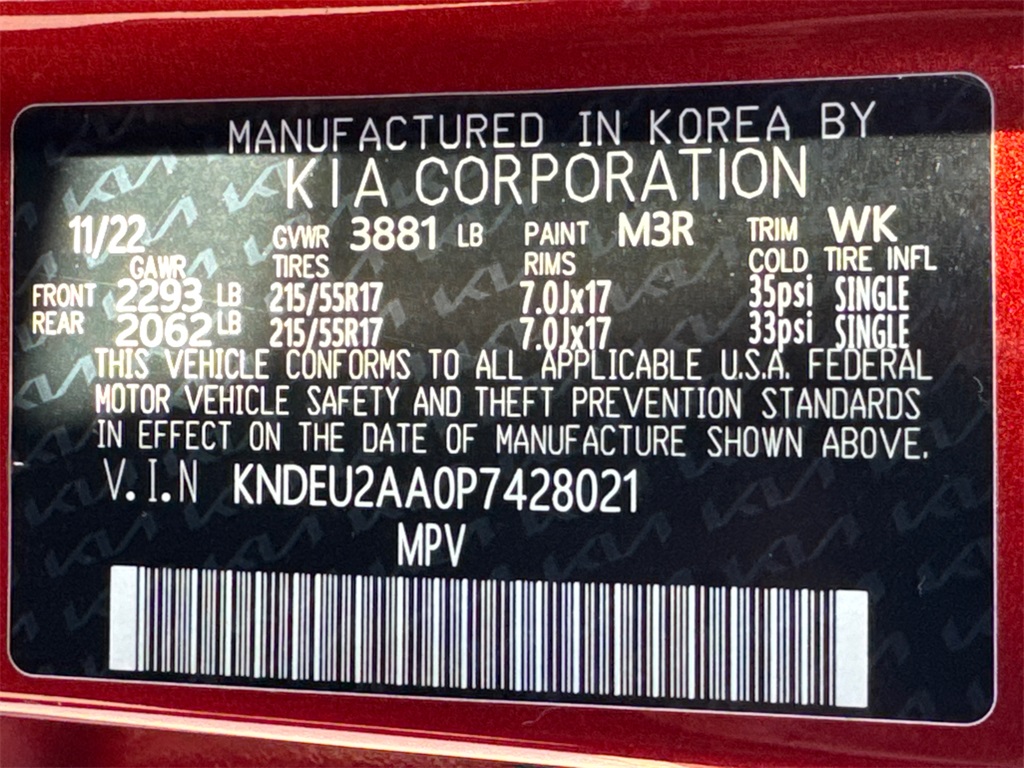 MANUFACTURED IN KOREA BY
KIA CORPORATION
11/22 GVWR 3881 LB PAINT M3R TRIM WK
GAWR TIRES RIMS COLD TIRE INFL
FRONT 2293 LB 215/55R17 7.0Jx17 35psi SINGLE
REAR 2062 LB 215/55R17 7.0Jx17 33psi SINGLE
THIS VEHICLE CONFORMS TO ALL APPLICABLE U.S.A. FEDERAL
MOTOR VEHICLE SAFETY AND THEFT PREVENTION STANDARDS
IN EFFECT ON THE DATE OF MANUFACTURE SHOWN ABOVE.
V.I.N KNDEU2AA0P7428021
MPV